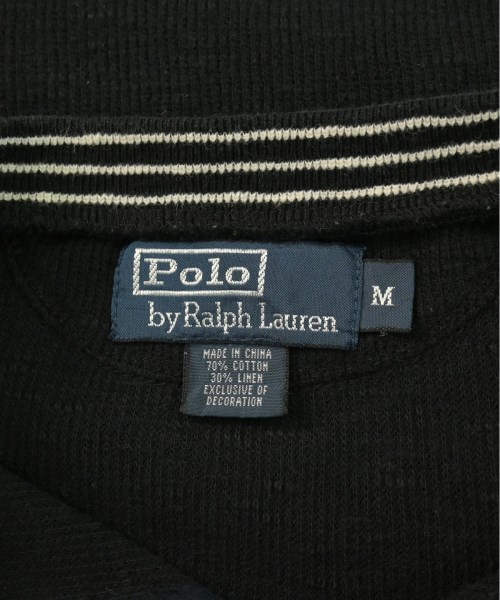 Polo
by Ralph Lauren
M
MADE IN CHINA
70% COTTON
30% LINEN
EXCLUSIVE OF
DECORATION